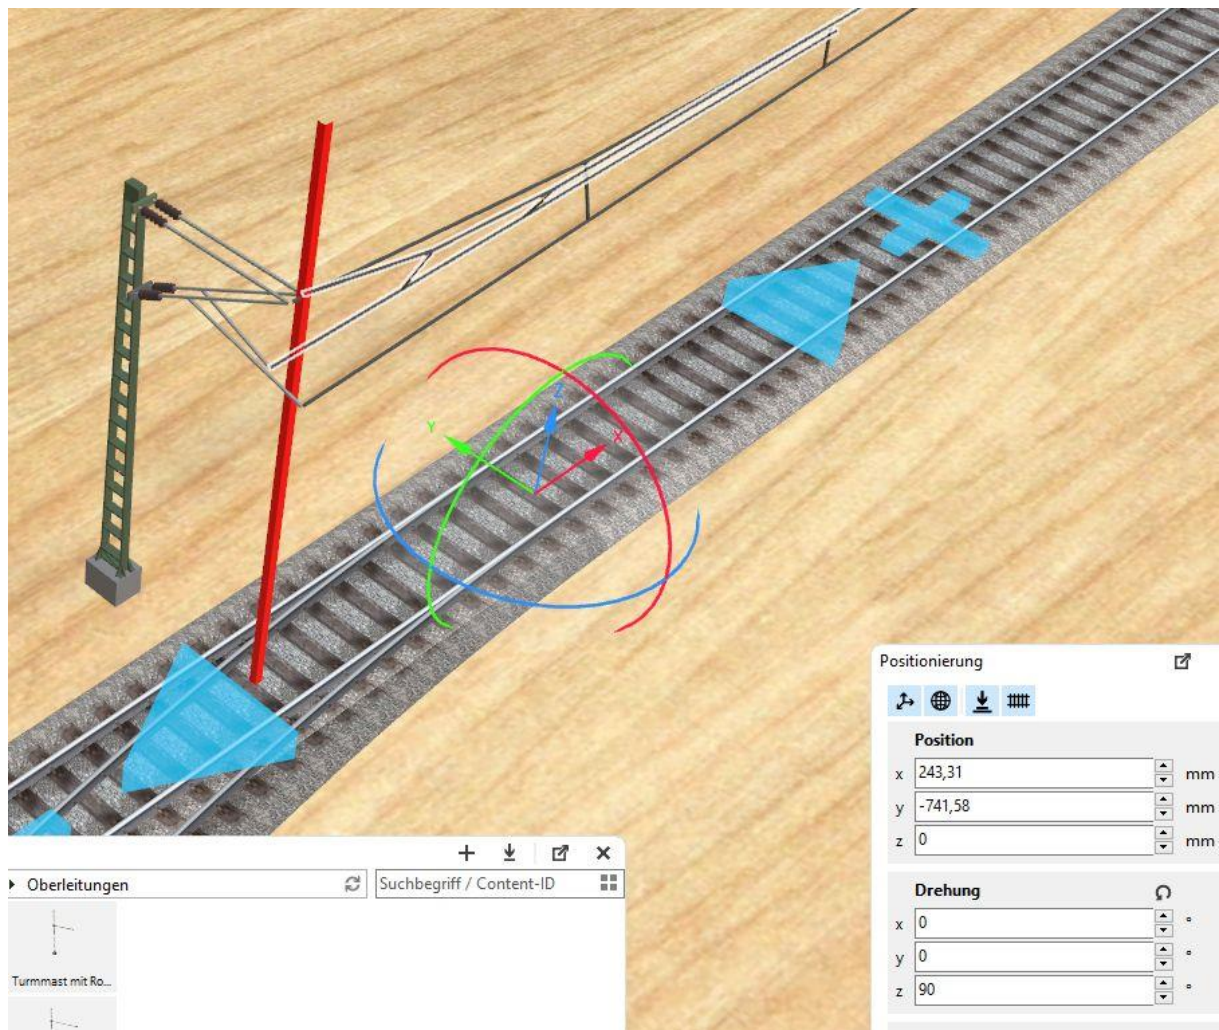 Z
Y
X
Positionierung
Position
x 243,31 mm
y -741,58 mm
z 0 mm
Drehung
x 0 °
y 0 °
z 90 °
Oberleitungen
Suchbegriff / Content-ID
Turmmast mit Ro...